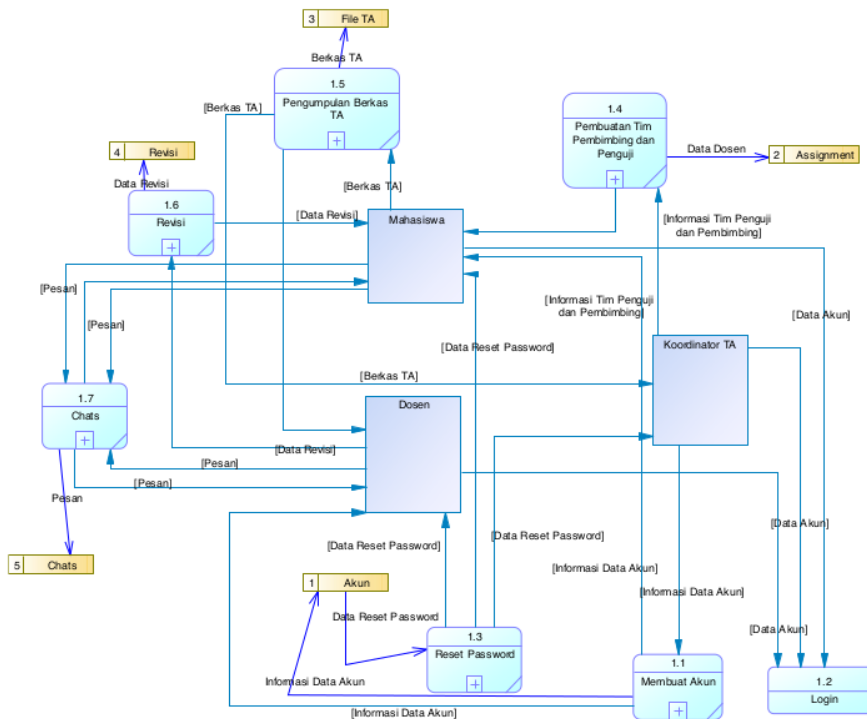 3 File TA
Berkas TA
1.5
Pengumpulan Berkas
TA
[Berkas TA]
1.4
Pembuatan Tim
Pembimbing dan
Penguji
Data Dosen
2 Assignment
4 Revisi
Data Revisi
[Berkas TA]
1.6
Revisi
[Data Revisi]
Mahasiswa
[Informasi Tim Penguji
dan Pembimbing]
[Pesan]
[Informasi Tim Penguji
dan Pembimbing]
[Data Akun]
[Pesan]
[Data Reset Password]
Koordinator TA
[Berkas TA]
1.7
Chats
Dosen
[Data Revisi]
[Pesan]
[Pesan]
Pesan
[Data Akun]
[Data Reset Password]
[Data Reset Password]
5 Chats
[Informasi Data Akun]
1 Akun
[Informasi Data Akun]
Data Reset Password
[Data Akun]
1.3
Reset Password
1.1
Membuat Akun
1.2
Login
Informasi Data Akun
[Informasi Data Akun]